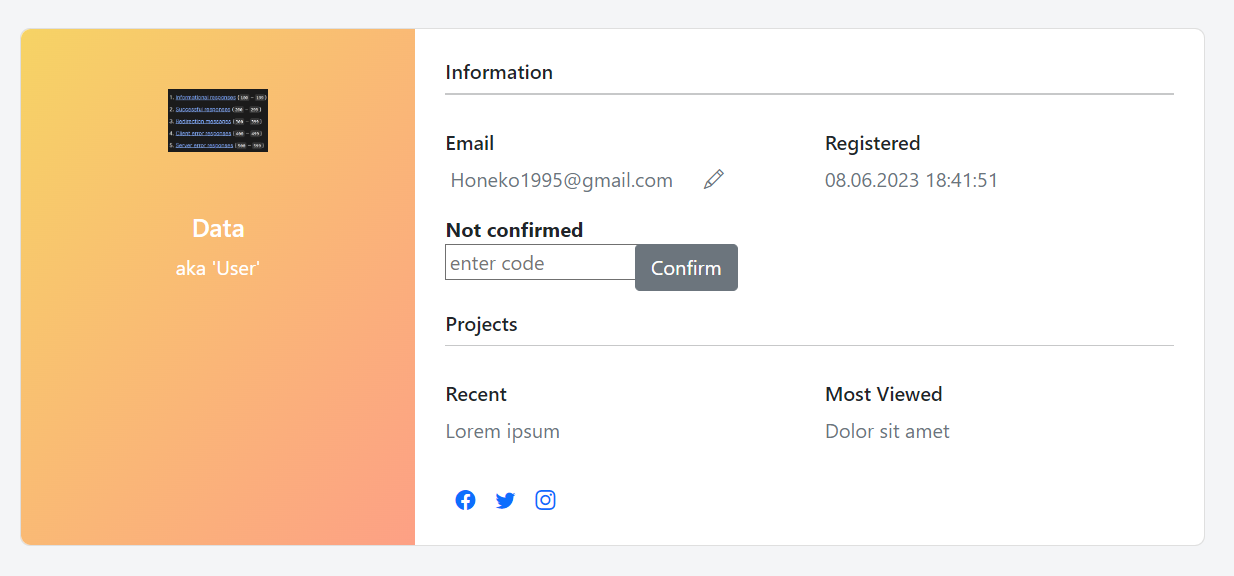 1. Informational responses (100 – 199)
2. Successful responses (200 – 299)
3. Redirection messages (300 – 399)
4. Client error responses (400 – 499)
5. Server error responses (500 – 599)
Data
aka 'User'
Information
Email
Registered
Honeko1995@gmail.com
08.06.2023 18:41:51
Not confirmed
enter code
Confirm
Projects
Recent
Most Viewed
Lorem ipsum
Dolor sit amet